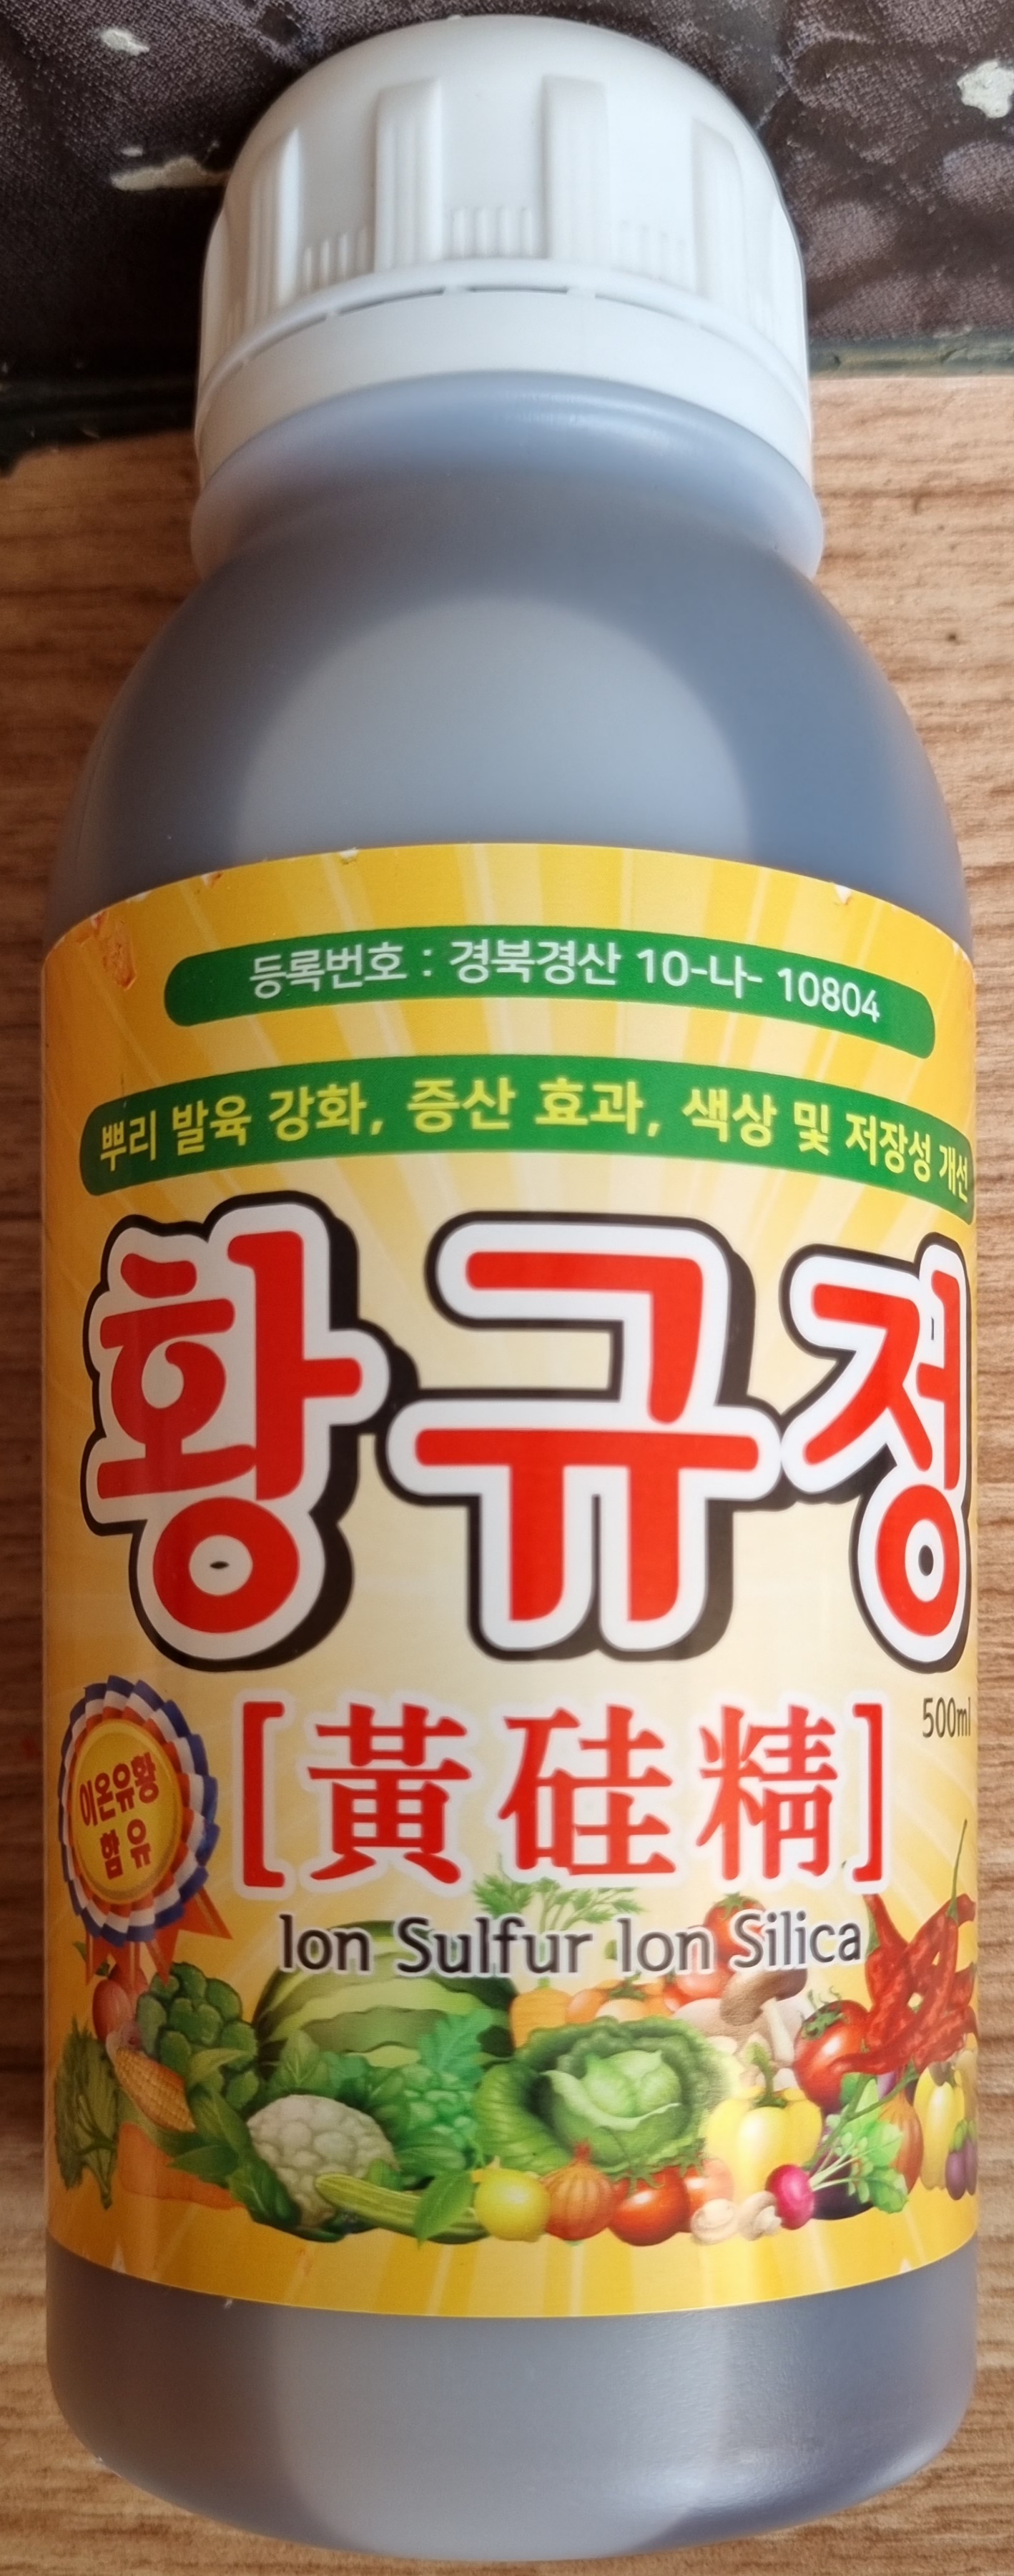 등록번호 : 경북경산 10-나- 10804
뿌리 발육 강화, 증산 효과, 색상 및 저장성 개선
황규정
500ml
[黃硅精]
이온유황
함 유
Ion Sulfur Ion Silica